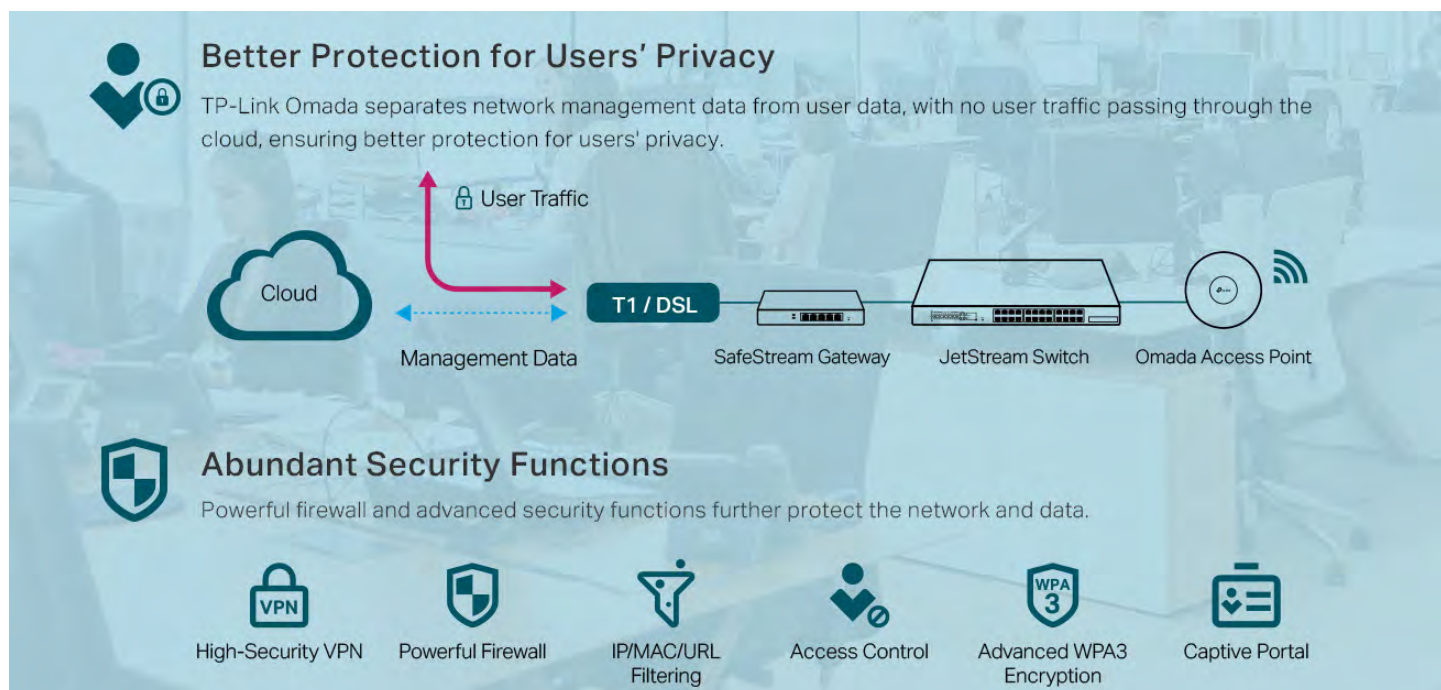 Better Protection for Users' Privacy
TP-Link Omada separates network management data from user data, with no user traffic passing through the
cloud, ensuring better protection for users' privacy.
User Traffic
Cloud
T1 / DSL
Management Data
SafeStream Gateway
JetStream Switch
Omada Access Point
Abundant Security Functions
Powerful firewall and advanced security functions further protect the network and data.
VPN
WPA
3
High-Security VPN
Powerful Firewall
IP/MAC/URL
Filtering
Access Control
Advanced WPA3
Encryption
Captive Portal